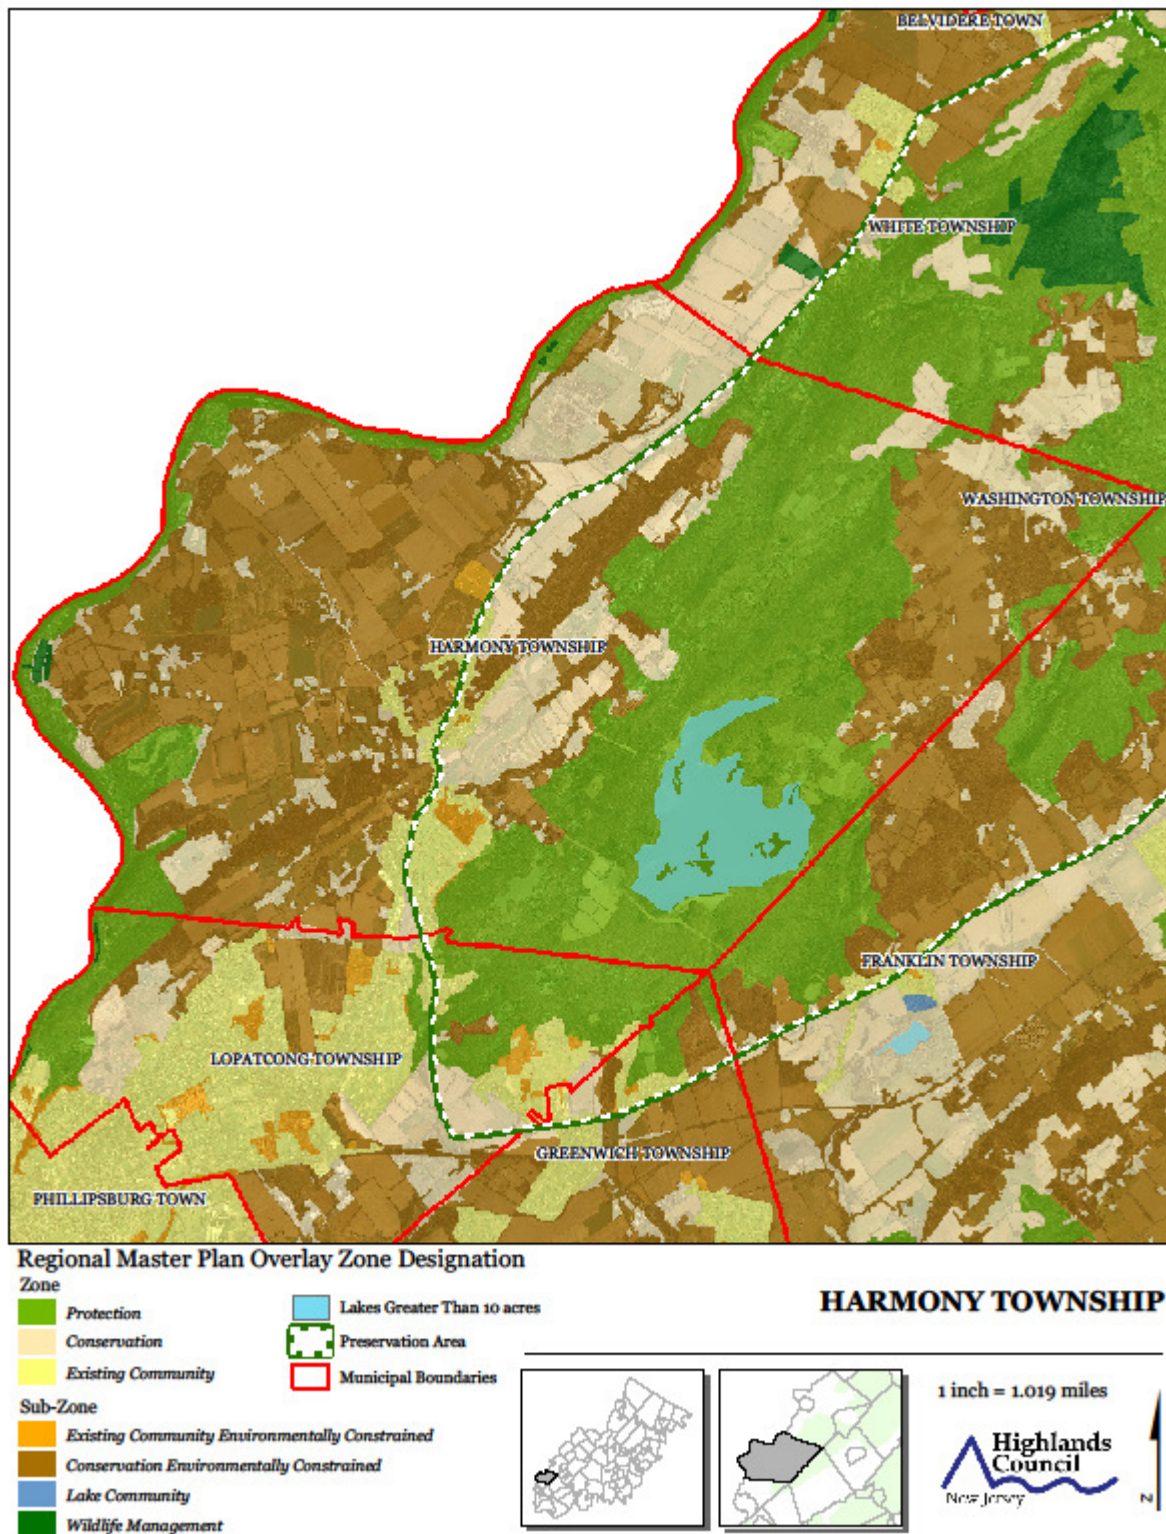 BELVIDERE TOWN
WHITE TOWNSHIP
WASHINGTON TOWNSHIP
HARMONY TOWNSHIP
FRANKLIN TOWNSHIP
LOPATCONG TOWNSHIP
GREENWICH TOWNSHIP
PHILLIPSBURG TOWN
Regional Master Plan Overlay Zone Designation
Zone
Protection
Conservation
Existing Community
Lakes Greater Than 10 acres
Preservation Area
Municipal Boundaries
Sub-Zone
Existing Community Environmentally Constrained
Conservation Environmentally Constrained
Lake Community
Wildlife Management
HARMONY TOWNSHIP
1 inch = 1.019 miles
Highlands
Council
New Jersey
N